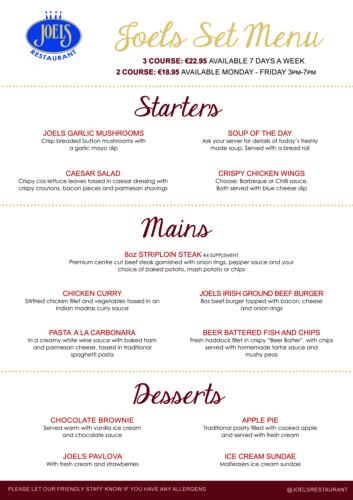 JOELS
RESTAURANT
Joels Set Menu
3 COURSE: €22.95 AVAILABLE 7 DAYS A WEEK
2 COURSE: €18.95 AVAILABLE MONDAY - FRIDAY 3PM-7PM
Starters
JOELS GARLIC MUSHROOMS
Crisp breaded button mushrooms with
a garlic mayo dip
SOUP OF THE DAY
Ask your server for details of today's freshly
made soup, Served with a bread roll
CAESAR SALAD
Crispy cos lettuce leaves tossed in caesar dressing with
crispy croutons, bacon pieces and parmesan shavings
CRISPY CHICKEN WINGS
Choose: Barbeque or Chilli sauce.
Both served with blue cheese dip
Mains
8oz STRIPLOIN STEAK €4 SUPPLEMENT
Premium centre cut beef steak garnished with onion rings, pepper sauce and your
choice of baked potato, mash potato or chips
CHICKEN CURRY
Stirfried chicken fillet and vegetables tossed in an
Indian madras curry sauce
JOELS IRISH GROUND BEEF BURGER
8oz beef burger topped with bacon, cheese
and onion rings
PASTA A LA CARBONARA
In a creamy white wine sauce with baked ham
and parmesan cheese, tossed in traditional
spaghetti pasta
BEER BATTERED FISH AND CHIPS
Fresh haddock fillet in crispy "Beer Batter", with chips
served with homemade tartar sauce and
mushy peas
Desserts
CHOCOLATE BROWNIE
Served warm with vanilla ice cream
and chocolate sauce
APPLE PIE
Traditional pastry filled with cooked apple
and served with fresh cream
JOELS PAVLOVA
With fresh cream and strawberries
ICE CREAM SUNDAE
Malteasers ice cream sundae
PLEASE LET OUR FRIENDLY STAFF KNOW IF YOU HAVE ANY ALLERGENS
@JOELSRESTAURANT